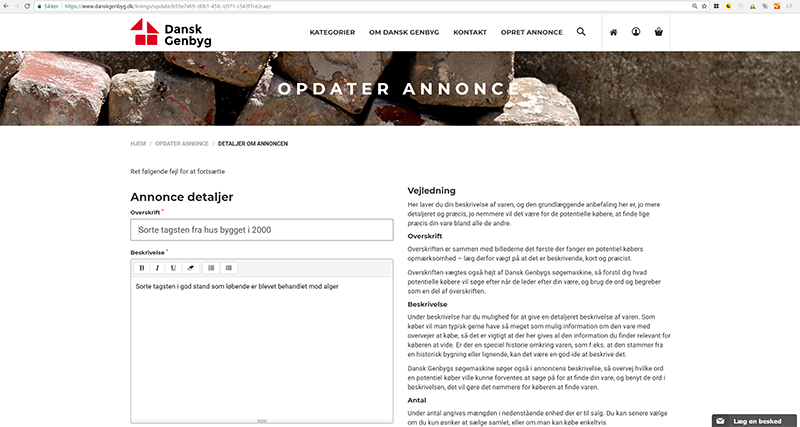 Sikker https://www.danskgenbyg.dk/listings/update/
Dansk
Genbyg
KATEGORIER OM DANSK GENBYG KONTAKT OPRET ANNONCE
OPDATER ANNONCE
HJEM / OPDATER ANNONCE / DETALJER OM ANNONCEN
Ret følgende fejl for at fortsætte
Annonce detaljer
Overskrift *
Sorte tagsten fra hus bygget i 2000
Beskrivelse *
B I U
Sorte tagsten i god stand som løbende er blevet behandlet mod alger
Vejledning
Her laver du din beskrivelse af varen, og den grundlæggende anbefaling her er, jo mere
detaljeret og præcis, jo nemmere vil det være for de potentielle købere, at finde lige
præcis din vare bland alle de andre.
Overskrift
Overskriften er sammen med billederne det første der fanger en potentiel købers
opmærksomhed – læg derfor vægt på at det er beskrivende, kort og præcist.
Overskriften vægtes også højt af Dansk Genbygs søgemaskine, så forstil dig hvad
potentielle købere vil søge efter når de leder efter din vare, og brug de ord og begreber
som en del af overskriften.
Beskrivelse
Under beskrivelse har du mulighed for at give en detaljeret beskrivelse af varen. Som
køber vil man typisk gerne have så meget som mulig information om den vare med
overvejer at købe, så det er vigtigt at der her gives al den information du finder relevant for
køberen at vide. Er der en speciel historie omkring varen, som f.eks. at den stammer fra
en historisk bygning eller lignende, kan det være en god ide at beskrive det.
Dansk Genbygs søgemaskine søger også i annoncens beskrivelse, så overvej hvilke ord
en potentiel køber ville kunne forventes at søge på for at finde din vare, og benyt de ord i
beskrivelsen, det vil gøre det nemmere for køberen at finde varen.
Antal
Under antal angives mængden i nedenstående enhed der er til salg. Du kan senere vælge
om du kun ønsker at sælge samlet, eller om man kan købe enkeltvis
Læg en besked